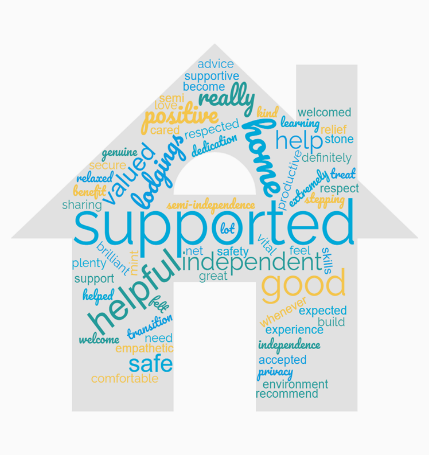 advice
supportive
become
really
semi
love
positive
kind
welcomed
learning
cared
respected
relief
home
help
stone
dedication
genuine
valued
lodgings
definitely
secure
productive
relaxed
extremely
treat
benefit
respect
stepping
sharing
semi-independence
supported
lot
brilliant
net
safety
vital
feel
skills
plenty
mint
helpful
independent
support
great
good
helped
felt
whenever
expected
transition
build
experience
welcome
need
independence
empathetic
safe
accepted
privacy
comfortable
environment
recommend